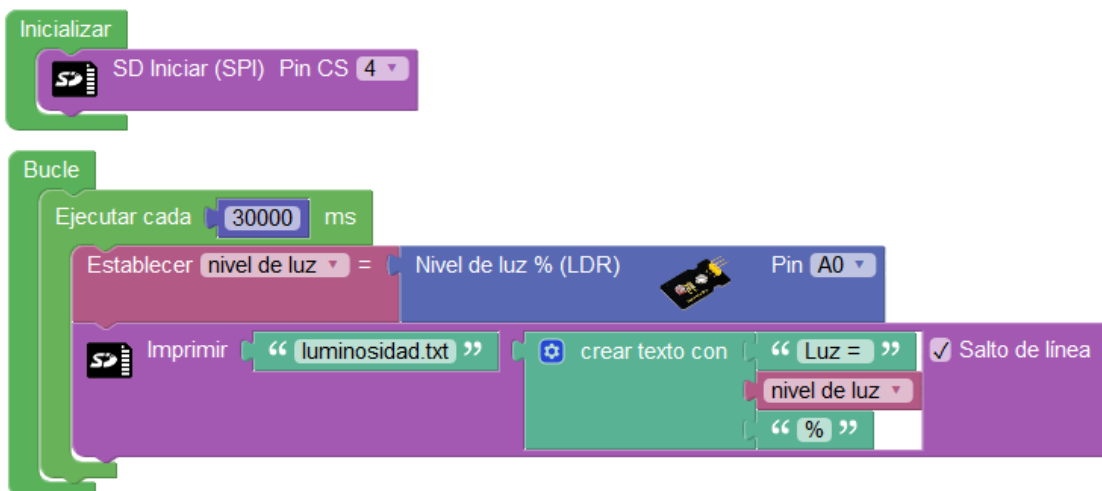 Inicializar
SD Iniciar (SPI) Pin CS 4
Bucle
Ejecutar cada 30000 ms
Establecer nivel de luz = Nivel de luz % (LDR) Pin A0
Imprimir “ luminosidad.txt ” crear texto con “ Luz = ” Salto de línea
nivel de luz
“ % ”